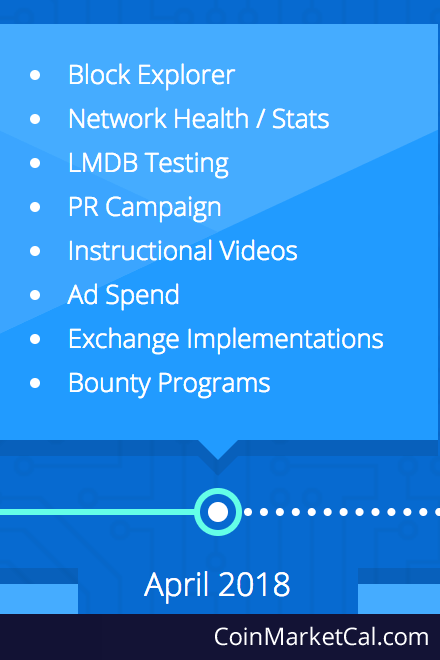 Block Explorer
Network Health / Stats
LMDB Testing
PR Campaign
Instructional Videos
Ad Spend
Exchange Implementations
Bounty Programs
April 2018
CoinMarketCal.com